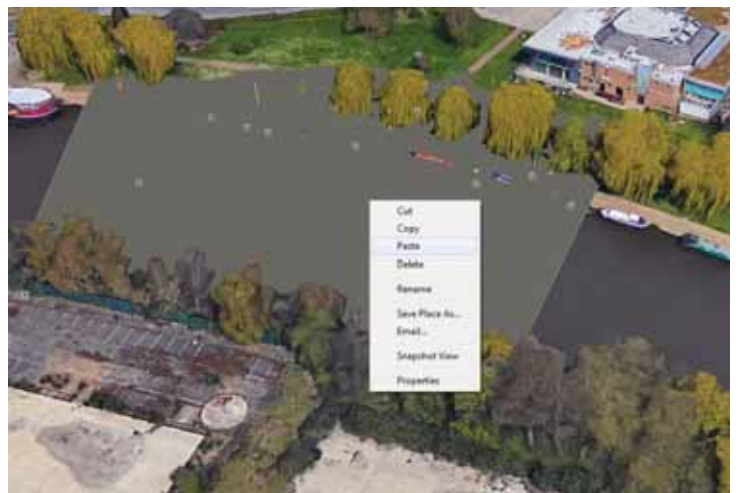 Cut
Copy
Paste
Delete
Rename
Save Place As...
Email...
Snapshot View
Properties